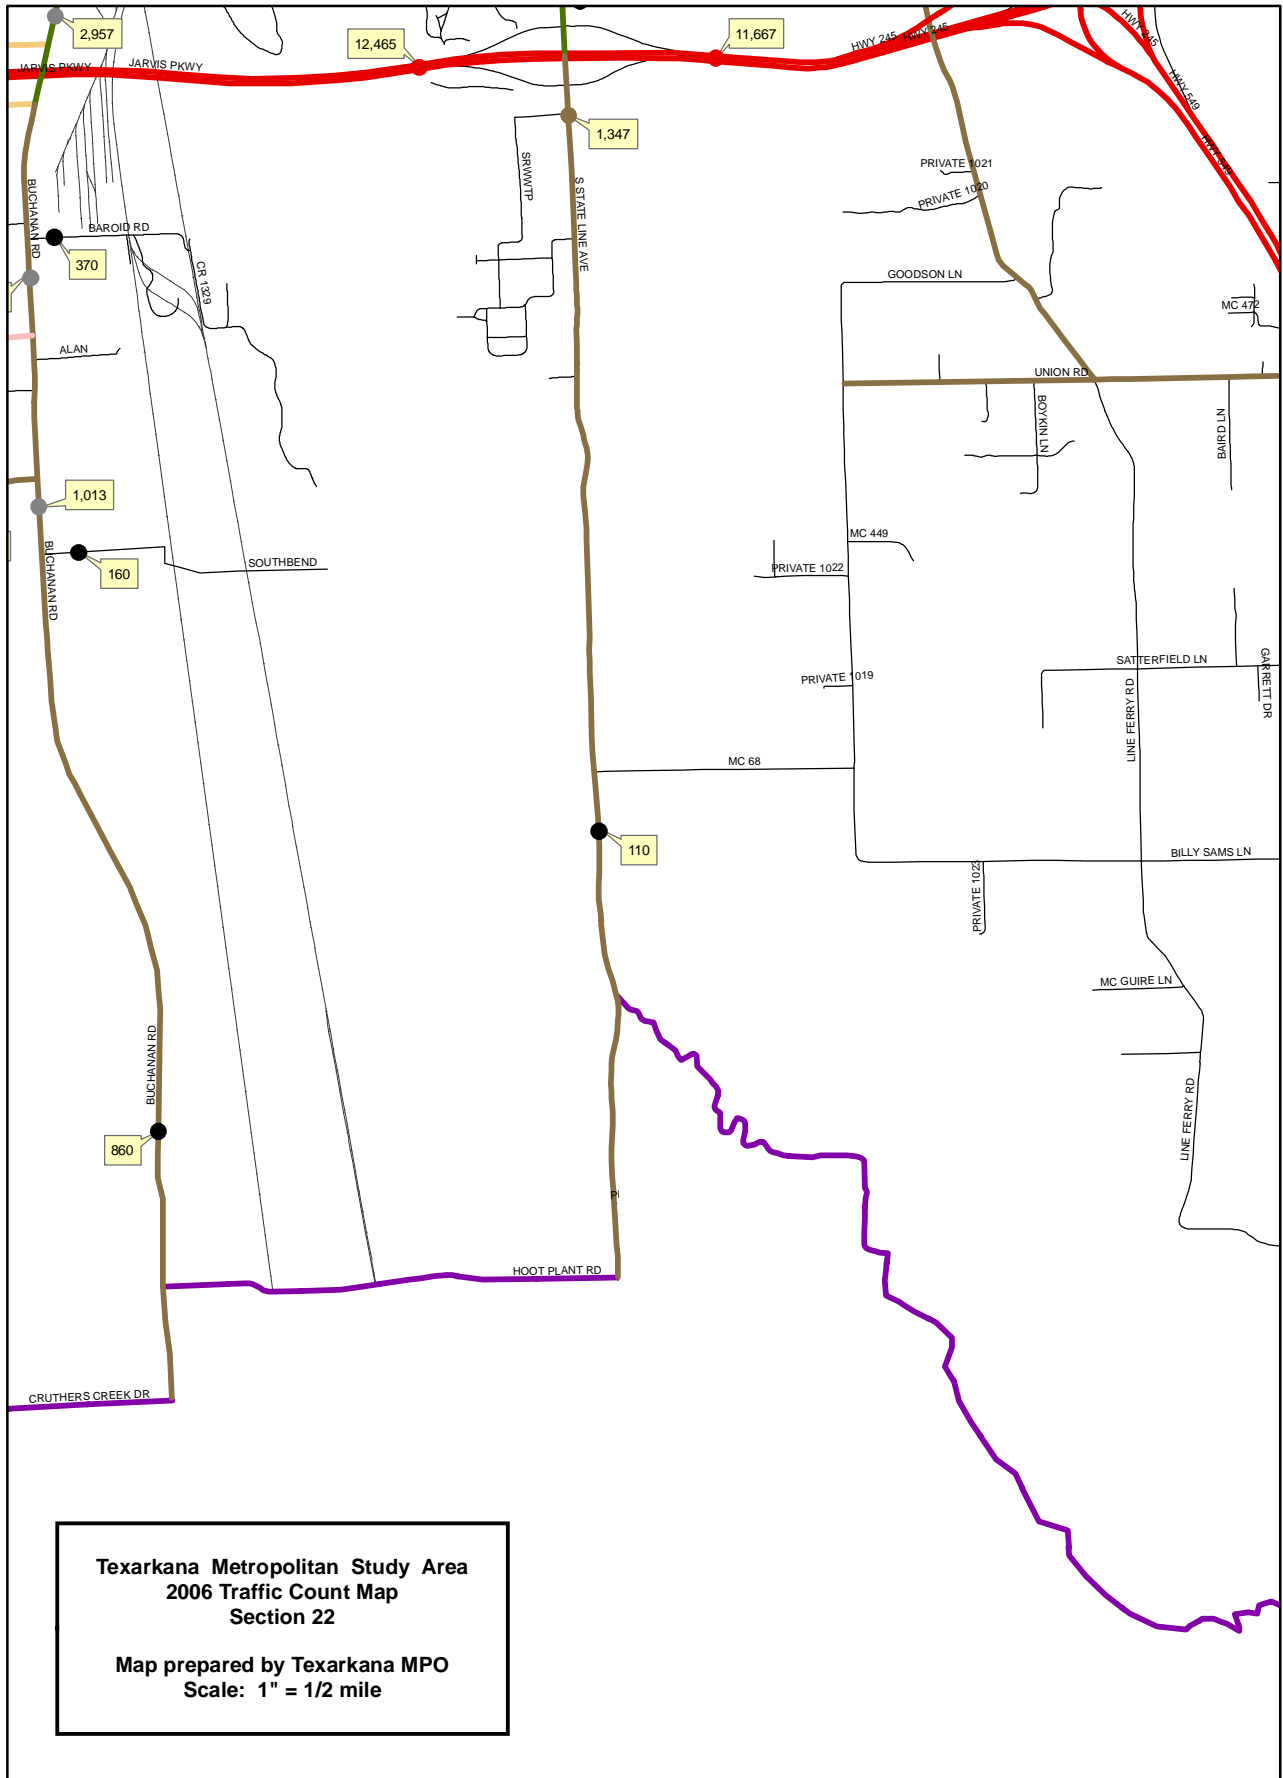 2,957
12,465
11,667
HWY 245
HWY 245
HWY 245
HWY 549
HWY 549
JARVIS PKWY
JARVIS PKWY
1,347
SRWWTP
S STATE LINE AVE
PRIVATE 1021
PRIVATE 1020
BUCHANAN RD
BAROID RD
370
CR 1329
GOODSON LN
MC 472
ALAN
UNION RD
BOYKIN LN
BAIRD LN
1,013
BUCHANAN RD
160
SOUTHBEND
MC 449
PRIVATE 1022
SATTERFIELD LN
GARRETT DR
PRIVATE 1019
LINE FERRY RD
MC 68
110
BILLY SAMS LN
PRIVATE 1023
MC GUIRE LN
BUCHANAN RD
LINE FERRY RD
860
HOOT PLANT RD
CRUTHERS CREEK DR
Texarkana Metropolitan Study Area
2006 Traffic Count Map
Section 22
Map prepared by Texarkana MPO
Scale: 1" = 1/2 mile